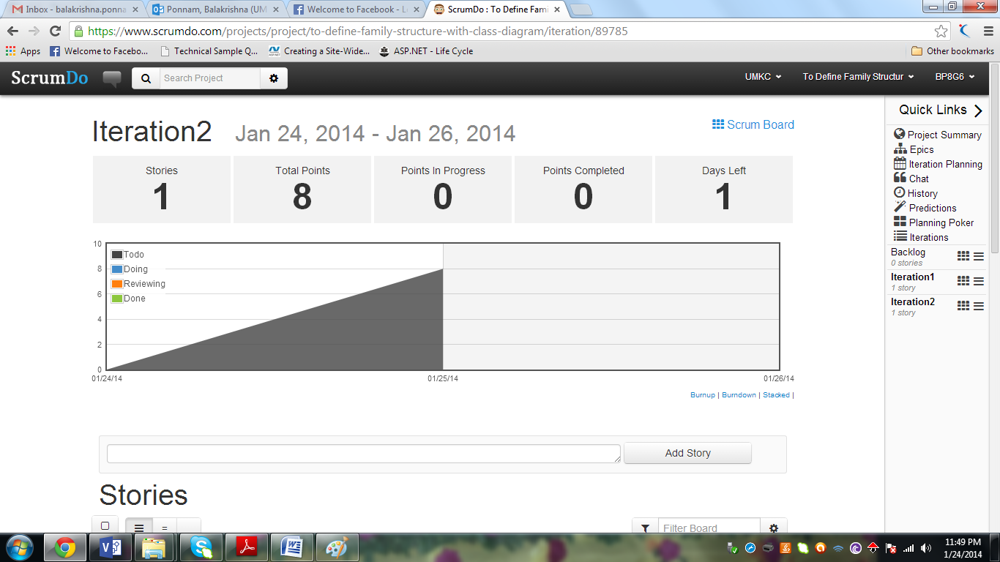 Inbox - balakrishna.ponna
Ponnam, Balakrishna (UM
Welcome to Facebook - L
ScrumDo : To Define Fami
https://www.scrumdo.com/projects/project/to-define-family-structure-with-class-diagram/iteration/89785
Apps
Welcome to Facebo...
Technical Sample Q...
Creating a Site-Wide...
ASP.NET - Life Cycle
Other bookmarks
ScrumDo
Search Project
UMKC
To Define Family Structur
BP8G6
Iteration2 Jan 24, 2014 - Jan 26, 2014
Scrum Board
Stories
1
Total Points
8
Points In Progress
0
Points Completed
0
Days Left
1
10
8
6
4
2
0
Todo
Doing
Reviewing
Done
01/24/14
01/25/14
01/26/14
Burnup | Burndown | Stacked |
Add Story
Stories
Filter Board
Quick Links
Project Summary
Epics
Iteration Planning
Chat
History
Predictions
Planning Poker
Iterations
Backlog
0 stories
Iteration1
1 story
Iteration2
1 story
11:49 PM
1/24/2014